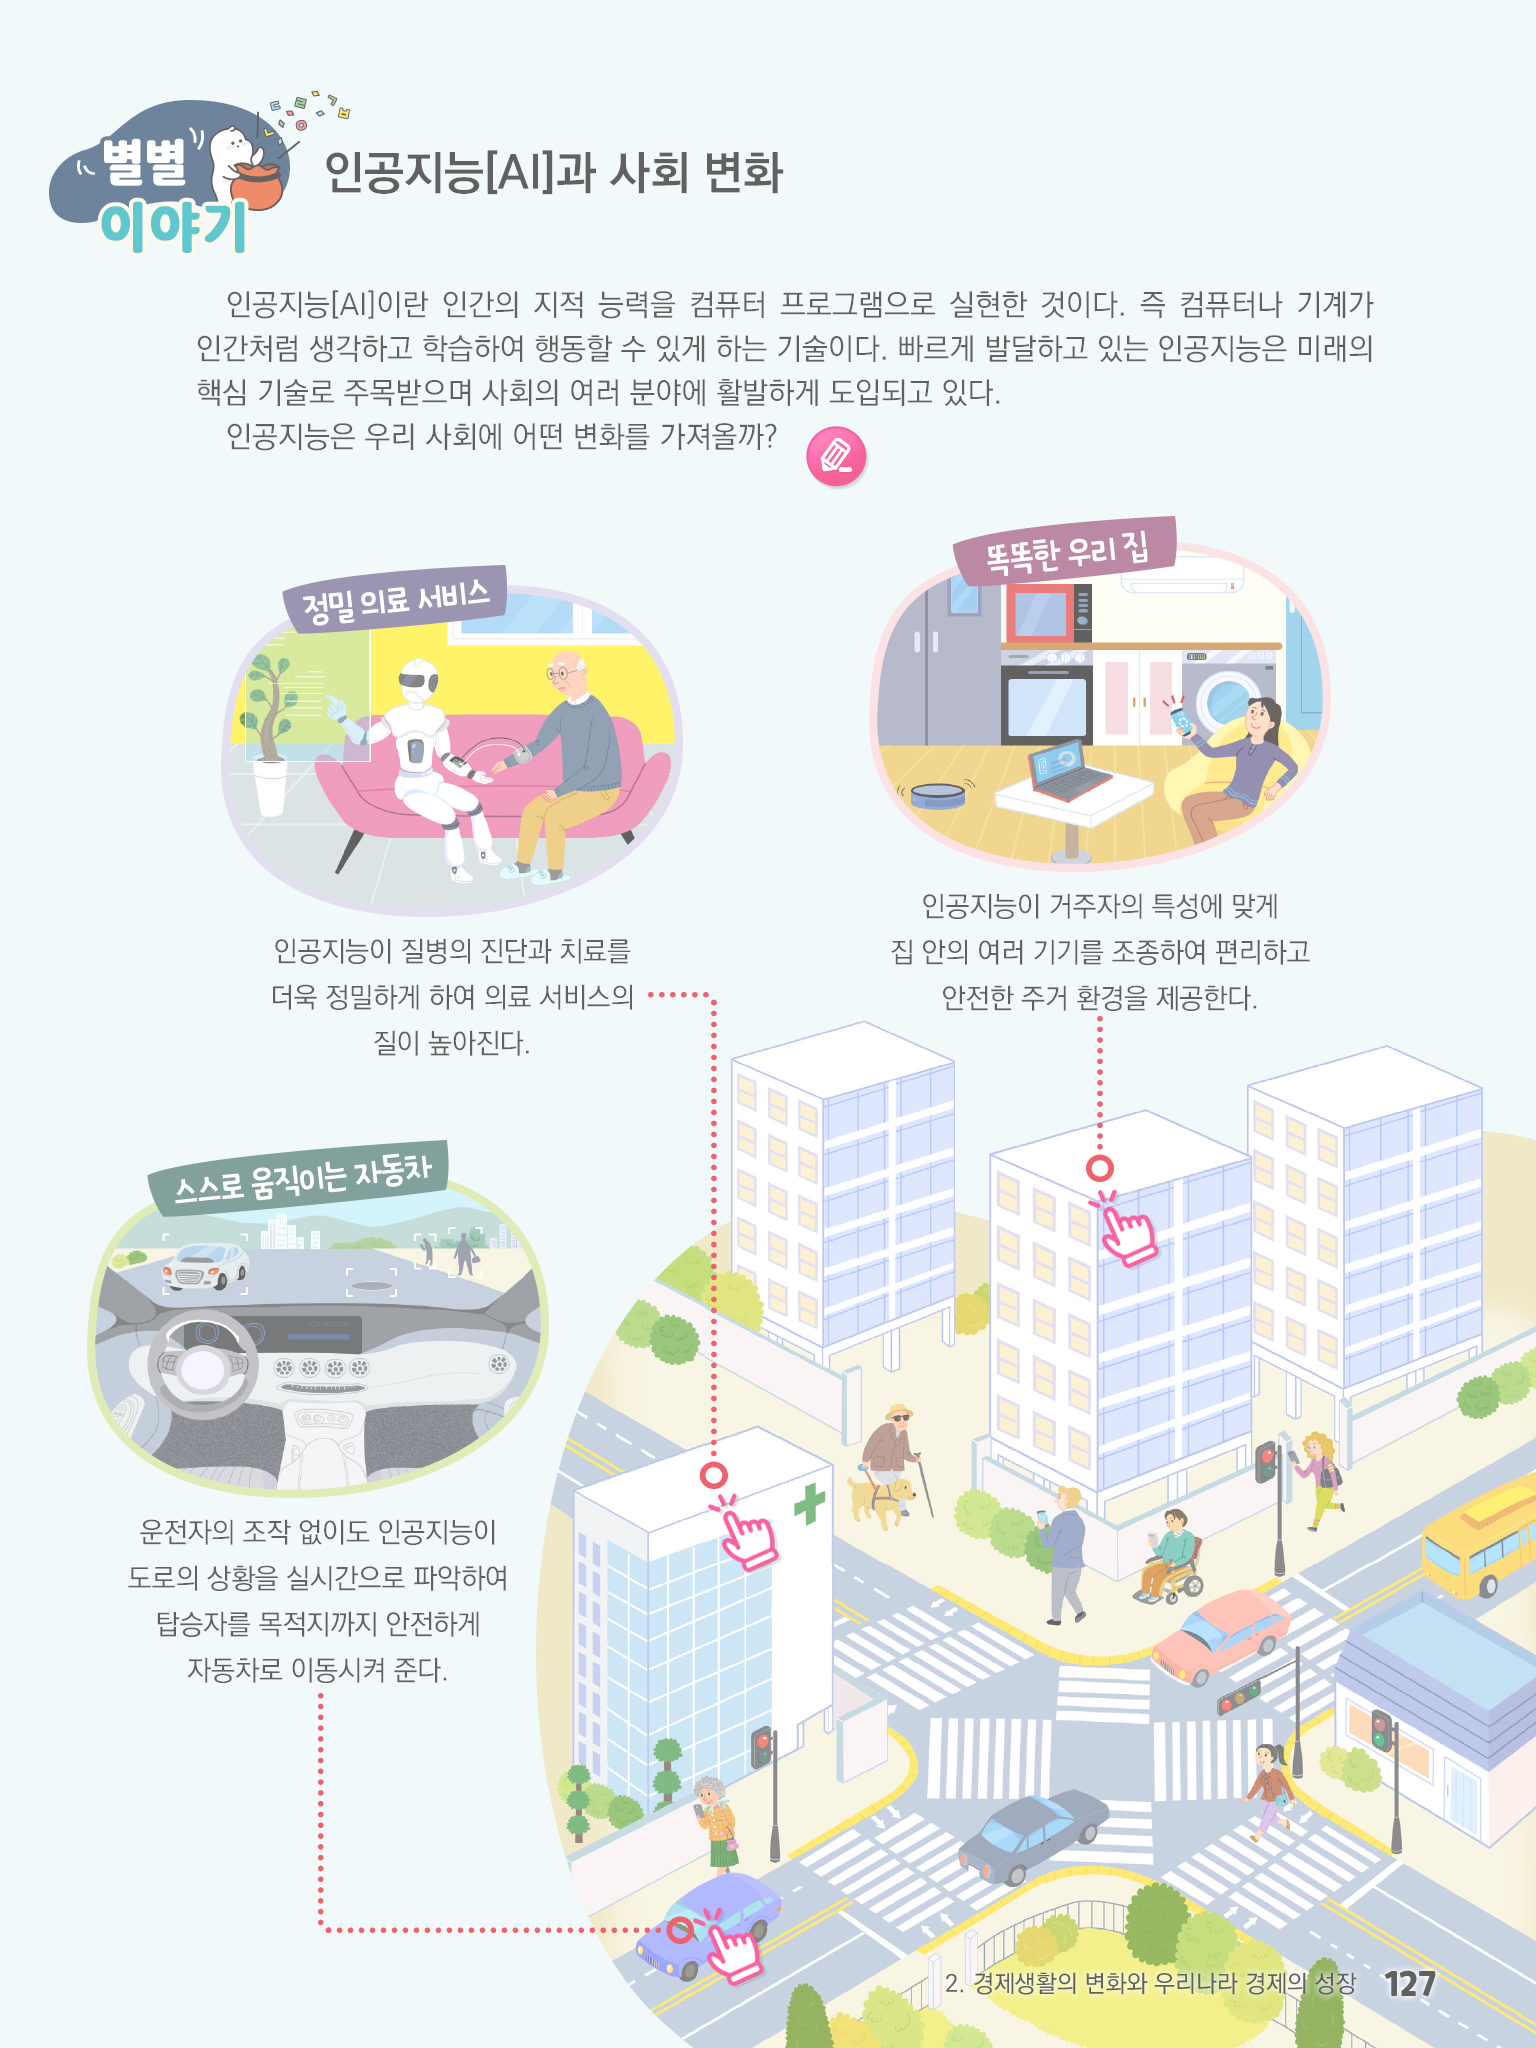 별별
이야기
인공지능[AI]과 사회 변화
인공지능[AI]이란 인간의 지적 능력을 컴퓨터 프로그램으로 실현한 것이다. 즉 컴퓨터나 기계가
인간처럼 생각하고 학습하여 행동할 수 있게 하는 기술이다. 빠르게 발달하고 있는 인공지능은 미래의
핵심 기술로 주목받으며 사회의 여러 분야에 활발하게 도입되고 있다.
인공지능은 우리 사회에 어떤 변화를 가져올까?
정밀 의료 서비스
인공지능이 질병의 진단과 치료를
더욱 정밀하게 하여 의료 서비스의
질이 높아진다.
똑똑한 우리 집
인공지능이 거주자의 특성에 맞게
집 안의 여러 기기를 조종하여 편리하고
안전한 주거 환경을 제공한다.
스스로 움직이는 자동차
운전자의 조작 없이도 인공지능이
도로의 상황을 실시간으로 파악하여
탑승자를 목적지까지 안전하게
자동차로 이동시켜 준다.
2. 경제생활의 변화와 우리나라 경제의 성장 127